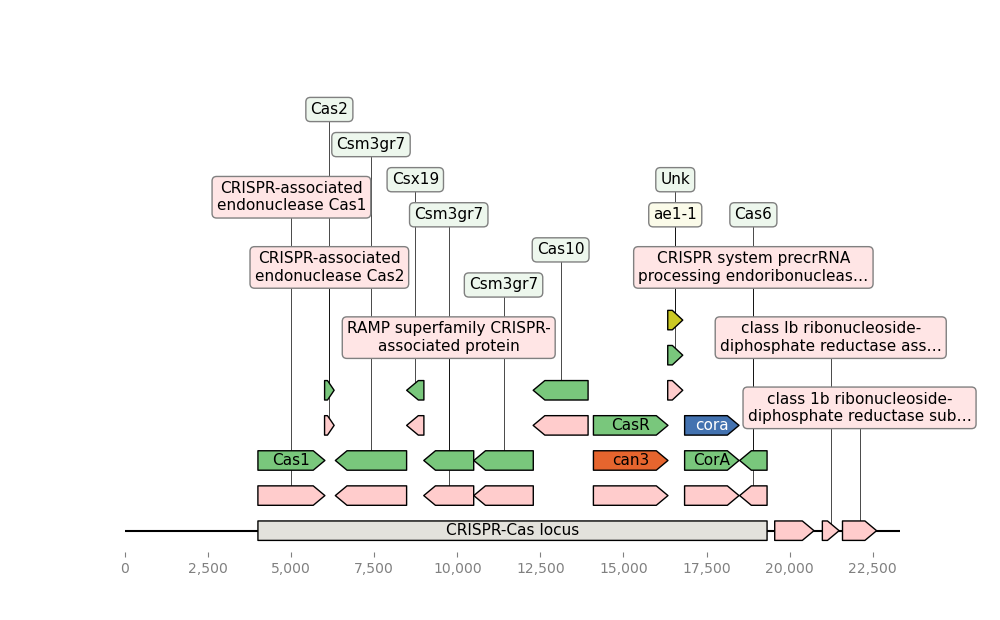 Cas2
Csm3gr7
CRISPR-associated
endonuclease Cas1
Csx19
Unk
Csm3gr7
ae1-1
Cas6
CRISPR-associated
endonuclease Cas2
Cas10
CRISPR system precrRNA
processing endoribonucleas…
Csm3gr7
RAMP superfamily CRISPR-
associated protein
class Ib ribonucleoside-
diphosphate reductase ass…
class 1b ribonucleoside-
diphosphate reductase sub…
CasR
cora
Cas1
can3
CorA
CRISPR-Cas locus
0
2,500
5,000
7,500
10,000
12,500
15,000
17,500
20,000
22,500